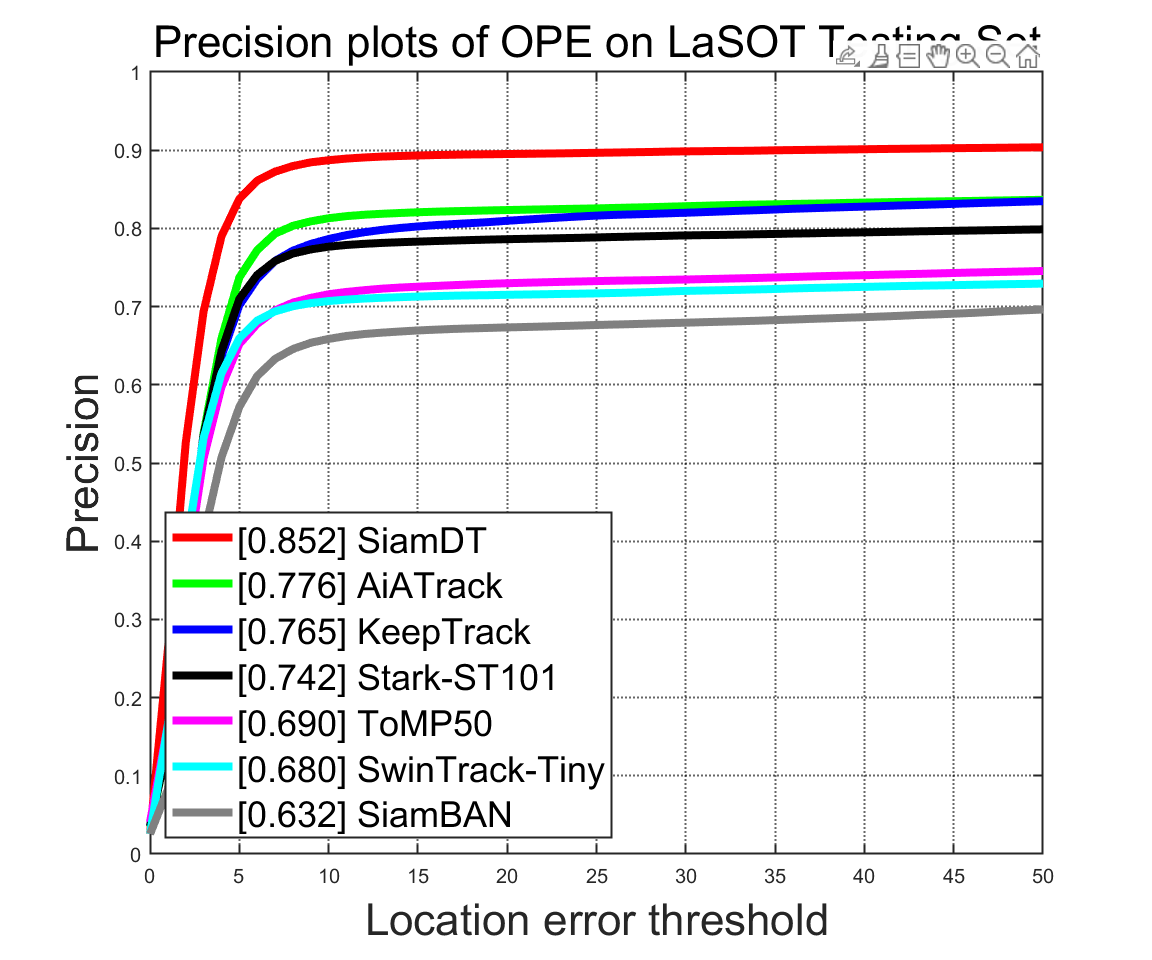 Precision plots of OPE on LaSOT Testing Set
1
0.9
0.8
0.7
0.6
0.5
0.4
0.3
0.2
0.1
0
Precision
[0.852] SiamDT
[0.776] AiATrack
[0.765] KeepTrack
[0.742] Stark-ST101
[0.690] ToMP50
[0.680] SwinTrack-Tiny
[0.632] SiamBAN
0 5 10 15 20 25 30 35 40 45 50
Location error threshold